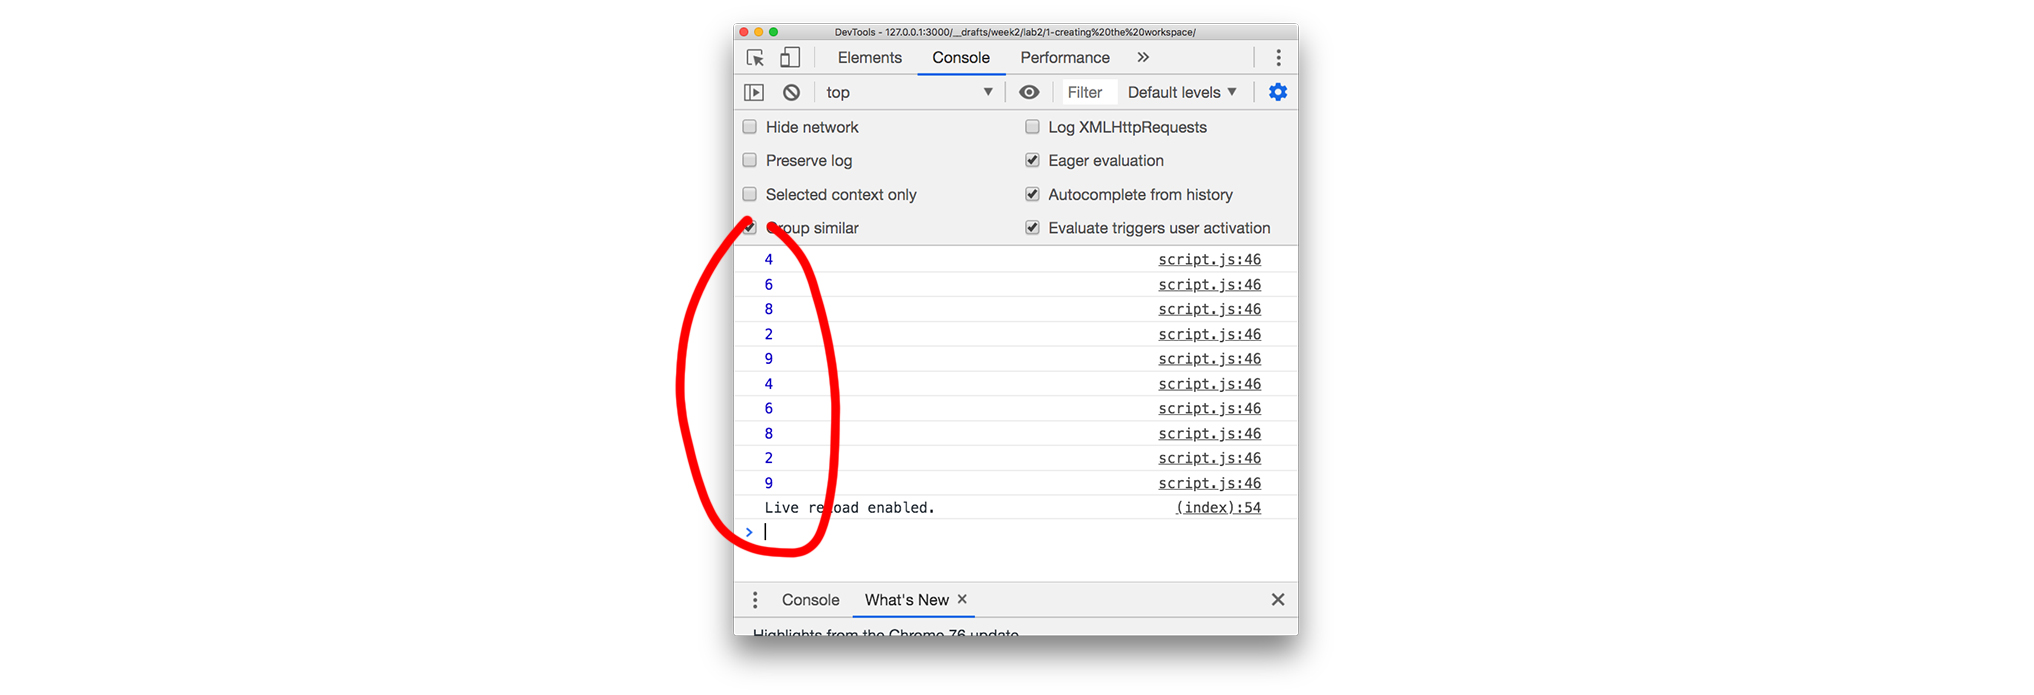 DevTools - 127.0.0.1:3000/__drafts/week2/lab2/1-creating%20the%20workspace/
Elements Console Performance »
top ▼ Filter Default levels ▼
Hide network Log XMLHttpRequests
Preserve log Eager evaluation
Selected context only Autocomplete from history
Group similar Evaluate triggers user activation
4 script.js:46
6 script.js:46
8 script.js:46
2 script.js:46
9 script.js:46
4 script.js:46
6 script.js:46
8 script.js:46
2 script.js:46
9 script.js:46
Live reload enabled. (index):54
>
Console What's New ×
Highlights from the Chrome 76 update